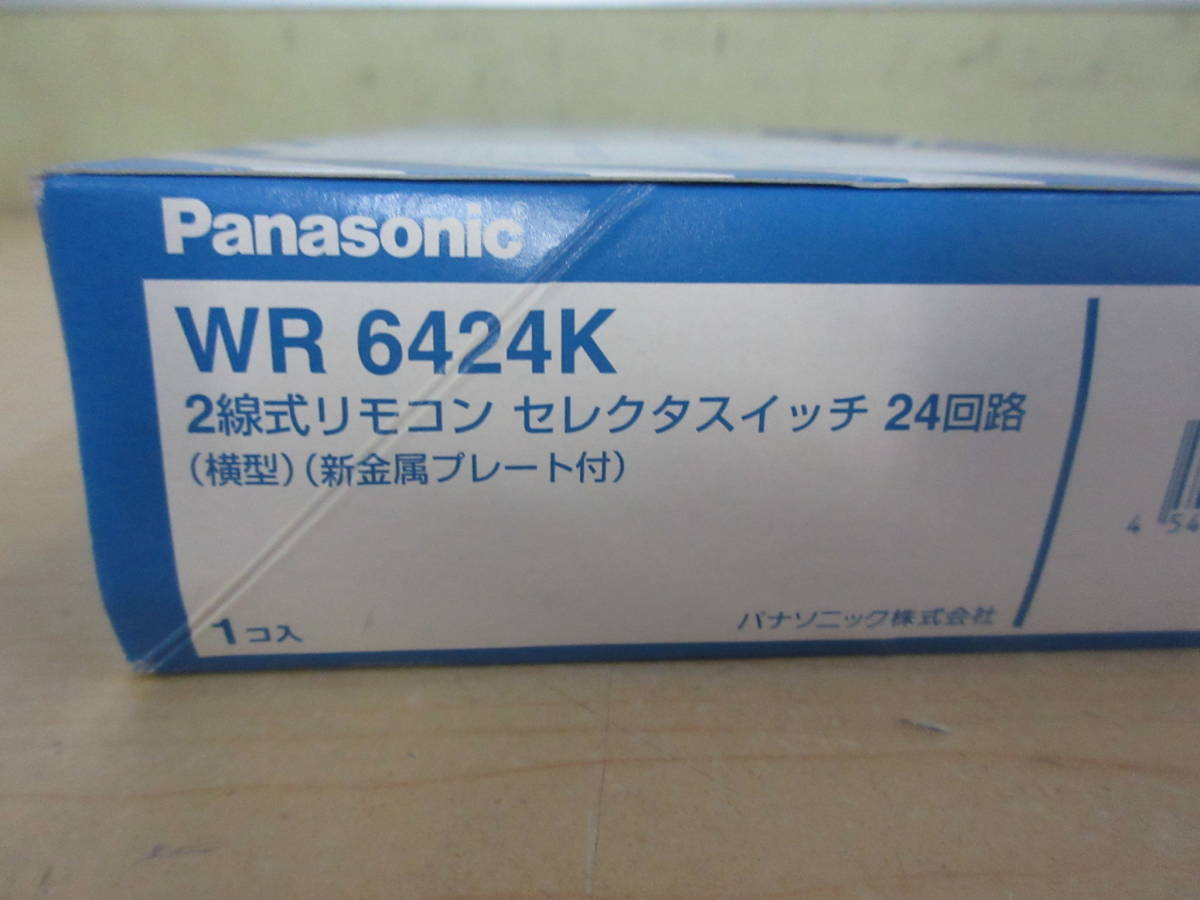 Panasonic
WR 6424K
2線式リモコン セレクタスイッチ 24回路
(横型)(新金属プレート付)
1コ入
パナソニック株式会社
4 54